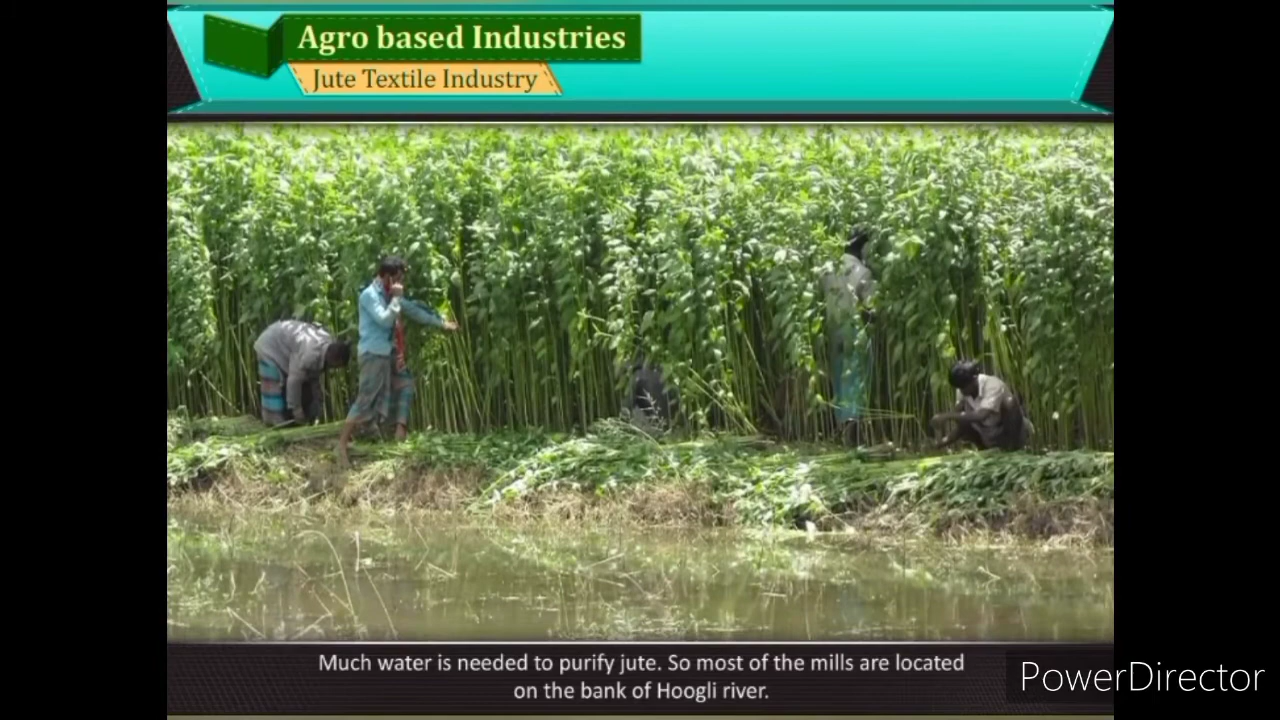 Agro based Industries
Jute Textile Industry
Much water is needed to purify jute. So most of the mills are located
on the bank of Hoogli river.
PowerDirector